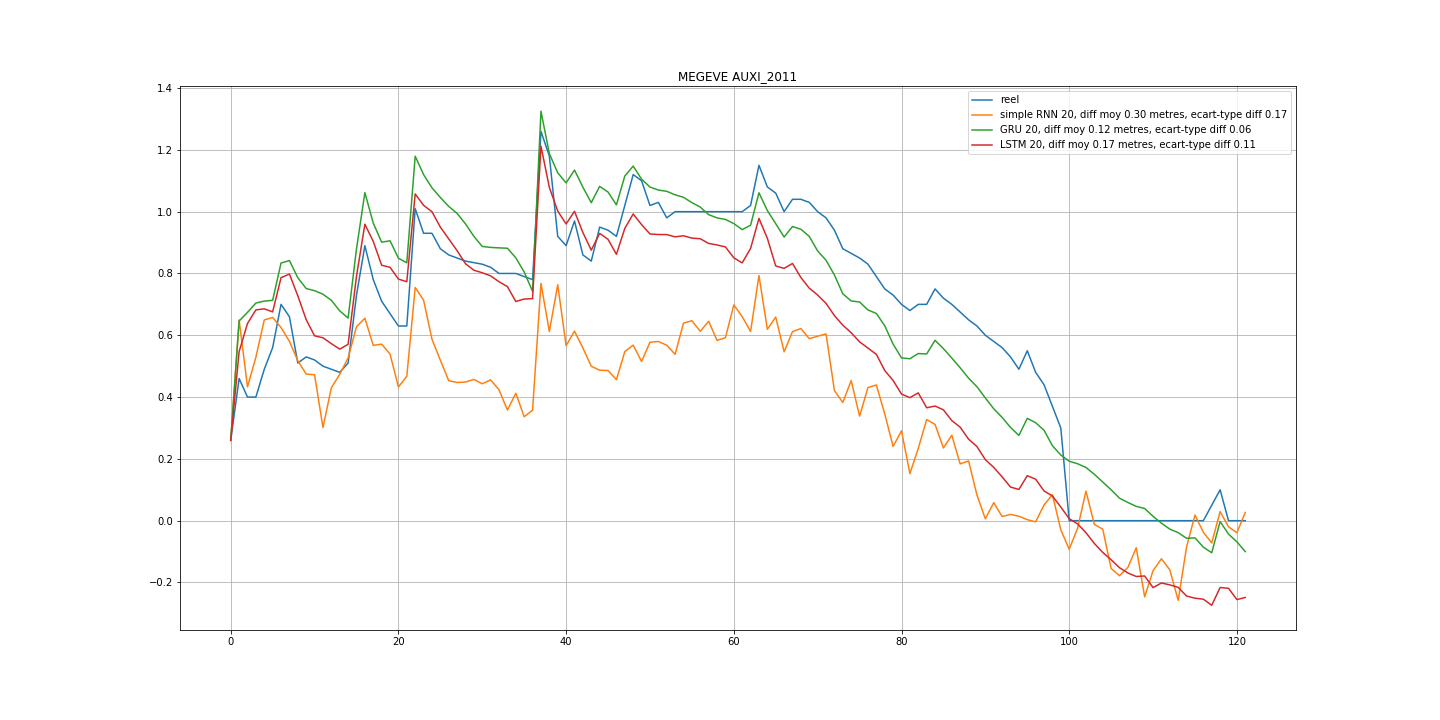 MEGEVE AUXI_2011
1.4
1.2
1.0
0.8
0.6
0.4
0.2
0.0
−0.2
0 20 40 60 80 100 120
reel
simple RNN 20, diff moy 0.30 metres, ecart-type diff 0.17
GRU 20, diff moy 0.12 metres, ecart-type diff 0.06
LSTM 20, diff moy 0.17 metres, ecart-type diff 0.11